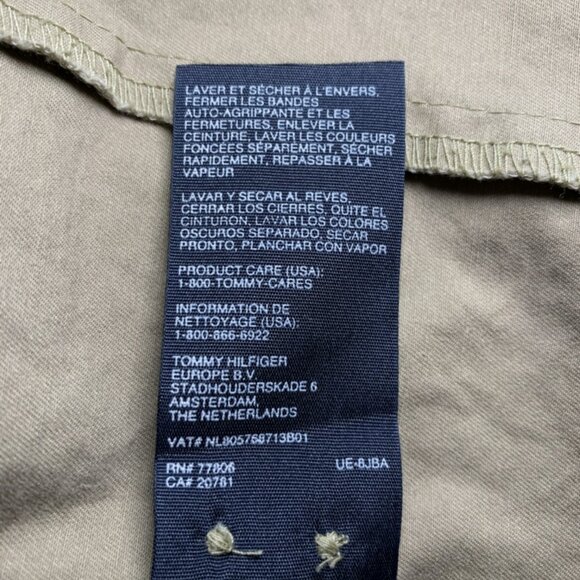 LAVER ET SÉCHER À L'ENVERS,
FERMER LES BANDES
AUTO-AGRIPPANTE ET LES
FERMETURES, ENLEVER LA
CEINTURE, LAVER LES COULEURS
FONCÉES SÉPAREMENT, SÉCHER
RAPIDEMENT, REPASSER À LA
VAPEUR
LAVAR Y SECAR AL REVES,
CERRAR LOS CIERRES, QUITE EL
CINTURON, LAVAR LOS COLORES
OSCUROS SEPARADO, SECAR
PRONTO, PLANCHAR CON VAPOR
PRODUCT CARE (USA):
1-800-TOMMY-CARES
INFORMATION DE
NETTOYAGE (USA):
1-800-866-6922
TOMMY HILFIGER
EUROPE B.V.
STADHOUDERSKADE 6
AMSTERDAM,
THE NETHERLANDS
VAT# NL805768713B01
RN# 77806 UE-8JBA
CA# 20781